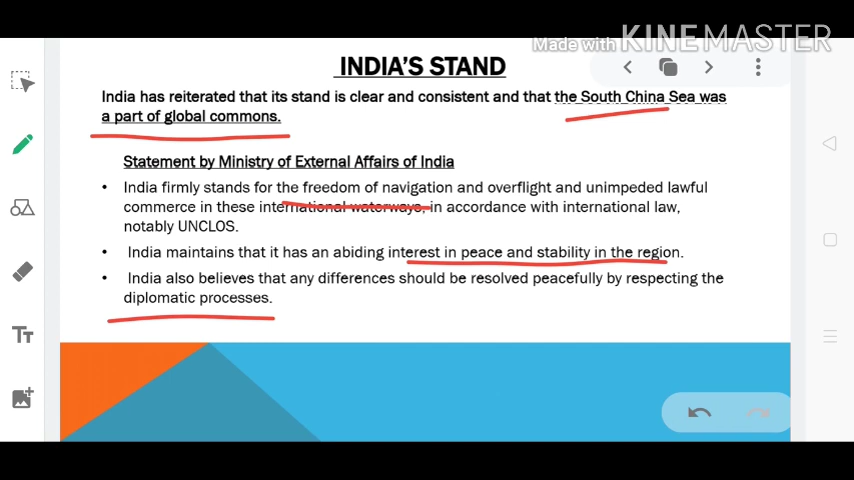 Made with KINEMASTER
INDIA'S STAND
India has reiterated that its stand is clear and consistent and that the South China Sea was
a part of global commons.
Statement by Ministry of External Affairs of India
• India firmly stands for the freedom of navigation and overflight and unimpeded lawful
commerce in these international waterways, in accordance with international law,
notably UNCLOS.
• India maintains that it has an abiding interest in peace and stability in the region.
• India also believes that any differences should be resolved peacefully by respecting the
diplomatic processes.
TT